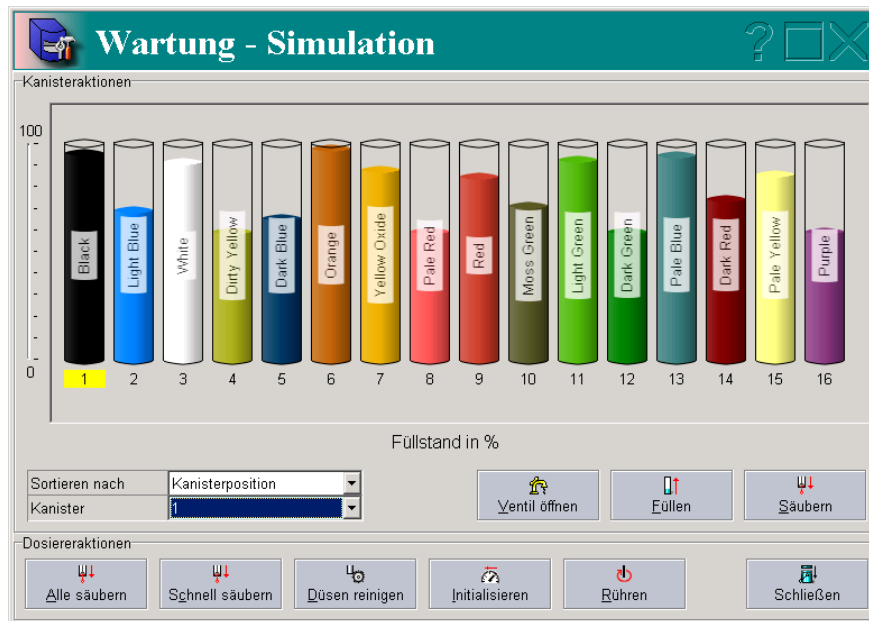 Wartung - Simulation
Kanisteraktionen
100
0
Black
Light Blue
White
Dirty Yellow
Dark Blue
Orange
Yellow Oxide
Pale Red
Red
Moss Green
Light Green
Dark Green
Pale Blue
Dark Red
Pale Yellow
Purple
1 2 3 4 5 6 7 8 9 10 11 12 13 14 15 16
Füllstand in %
Sortieren nach Kanisterposition
Kanister 1
Ventil öffnen Füllen Säubern
Dosiereraktionen
Alle säubern Schnell säubern Düsen reinigen Initialisieren Rühren Schließen